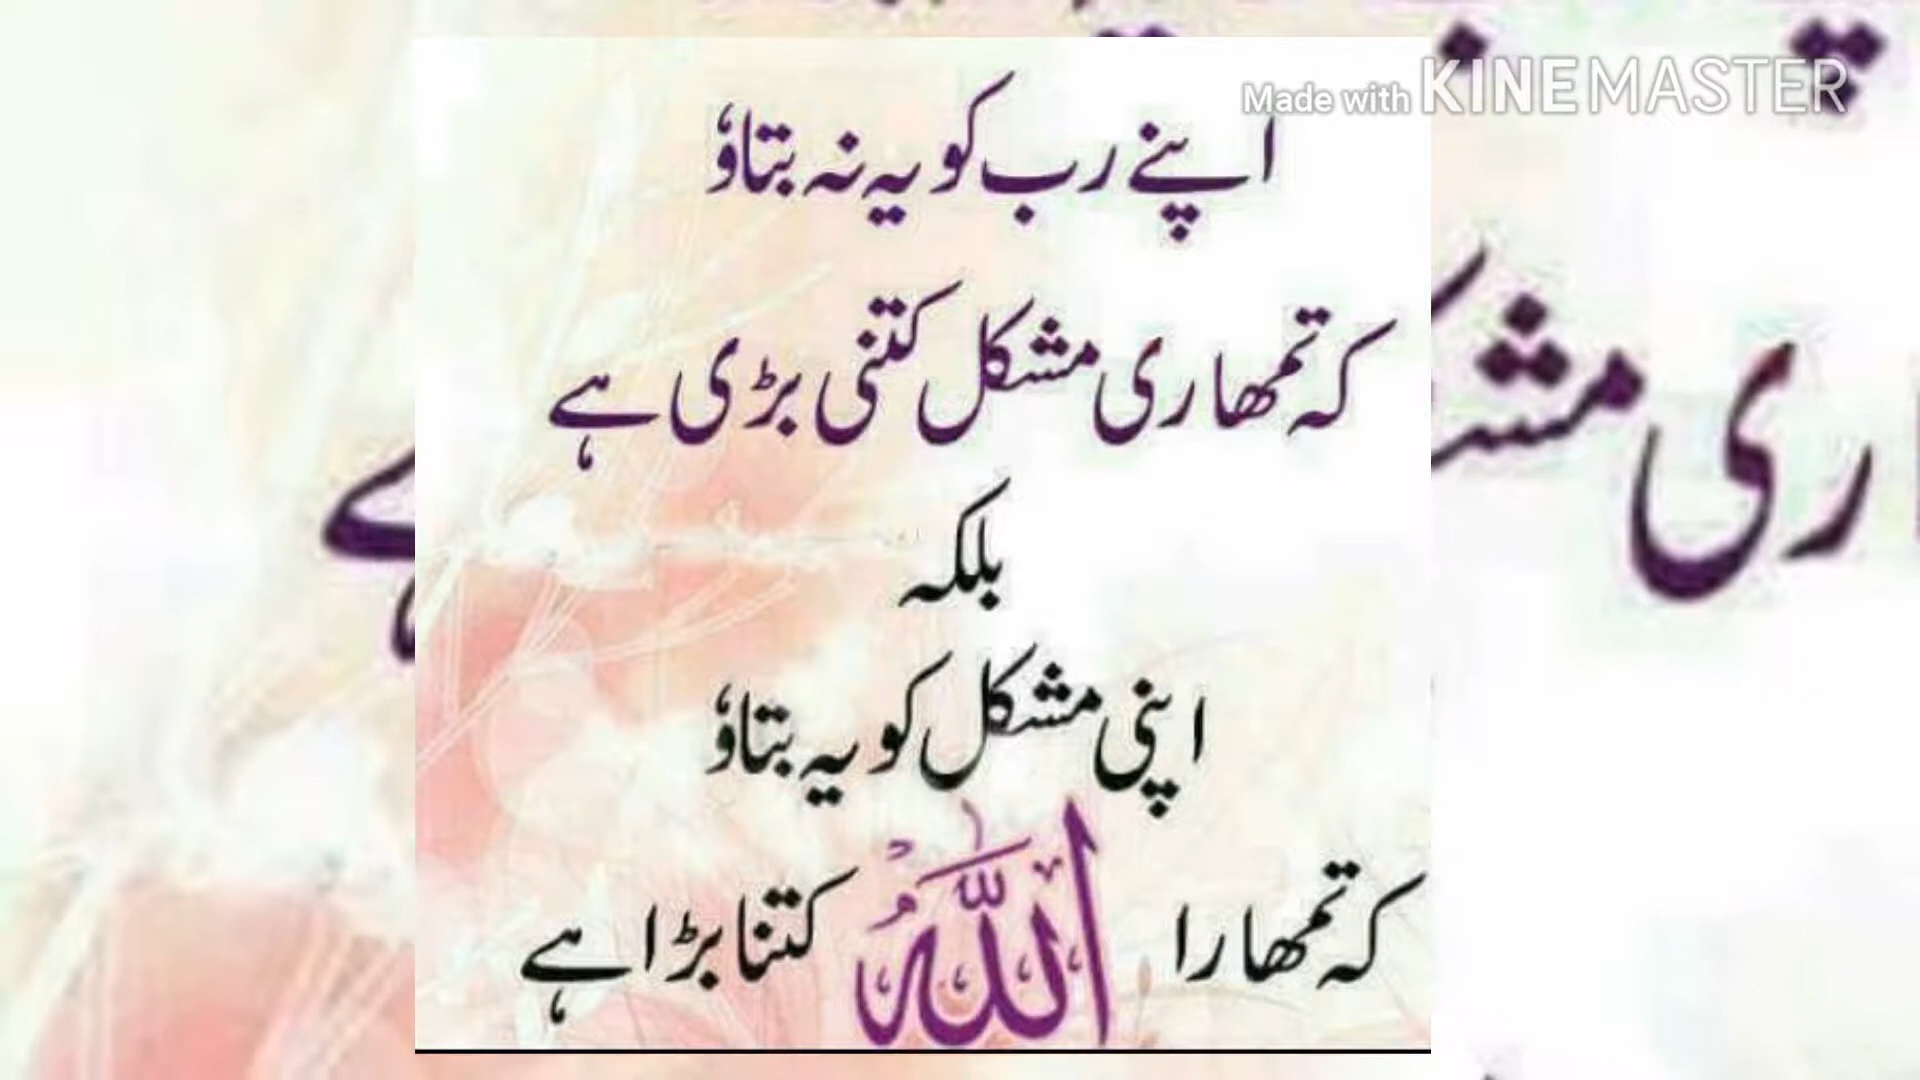 Made with KINEMASTER
اپنے رب کو یہ نہ بتاؤ
کہ تمھاری مشکل کتنی بڑی ہے
بلکہ
اپنی مشکل کو یہ بتاؤ
کہ تمھارا اللہ کتنا بڑا ہے